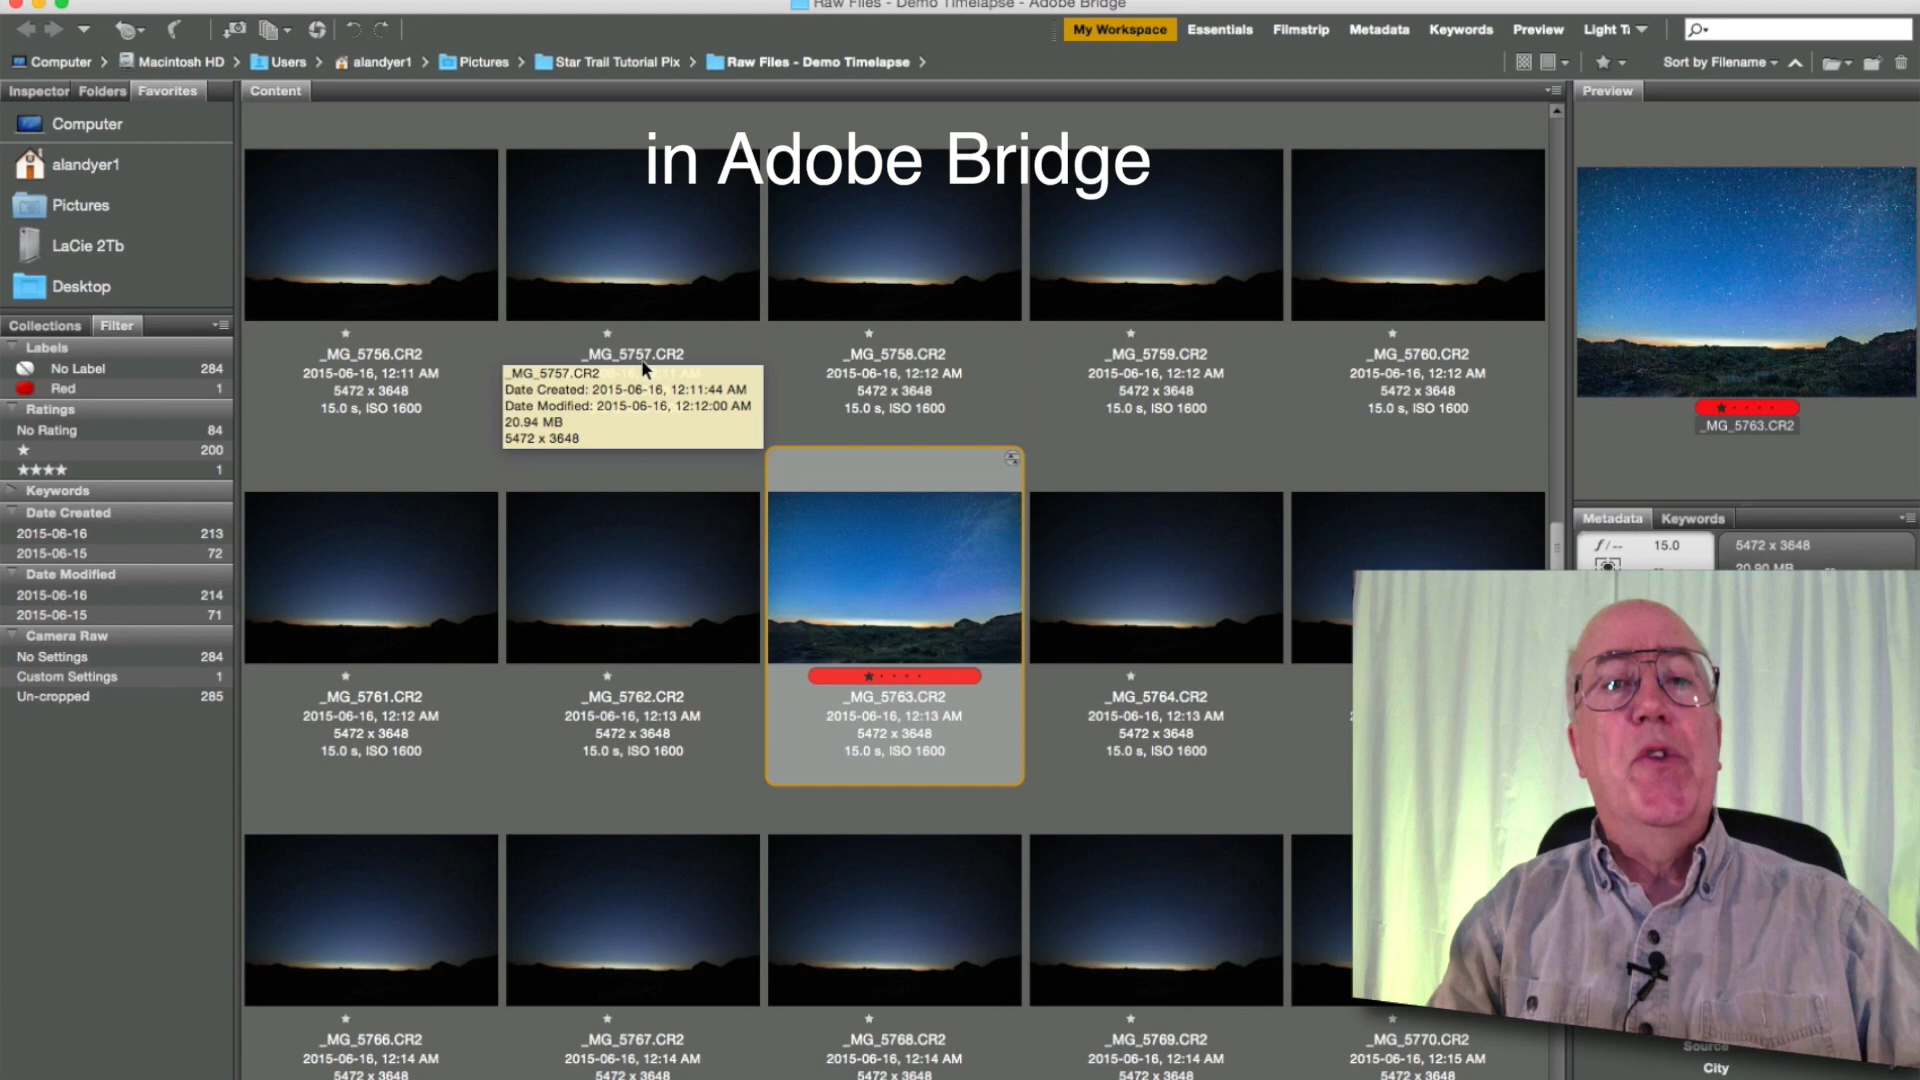 Raw Files - Demo Timelapse - Adobe Bridge
My Workspace Essentials Filmstrip Metadata Keywords Preview Light T
Computer > Macintosh HD > Users > alandyer1 > Pictures > Star Trail Tutorial Pix > Raw Files - Demo Timelapse >
Sort by Filename
Inspector Folders Favorites
Content
Preview
Computer
alandyer1
Pictures
LaCie 2Tb
Desktop
in Adobe Bridge
Collections Filter
Labels
No Label 284
Red 1
Ratings
No Rating 84
★ 200
★★★★ 1
Keywords
Date Created
2015-06-16 213
2015-06-15 72
Date Modified
2015-06-16 214
2015-06-15 71
Camera Raw
No Settings 284
Custom Settings 1
Un-cropped 285
_MG_5756.CR2
2015-06-16, 12:11 AM
5472 x 3648
15.0 s, ISO 1600
_MG_5757.CR2
_MG_5757.CR2
Date Created: 2015-06-16, 12:11:44 AM
Date Modified: 2015-06-16, 12:12:00 AM
20.94 MB
5472 x 3648
_MG_5758.CR2
2015-06-16, 12:12 AM
5472 x 3648
15.0 s, ISO 1600
_MG_5759.CR2
2015-06-16, 12:12 AM
5472 x 3648
15.0 s, ISO 1600
_MG_5760.CR2
2015-06-16, 12:12 AM
5472 x 3648
15.0 s, ISO 1600
_MG_5761.CR2
2015-06-16, 12:12 AM
5472 x 3648
15.0 s, ISO 1600
_MG_5762.CR2
2015-06-16, 12:13 AM
5472 x 3648
15.0 s, ISO 1600
_MG_5763.CR2
2015-06-16, 12:13 AM
5472 x 3648
15.0 s, ISO 1600
_MG_5764.CR2
2015-06-16, 12:13 AM
5472 x 3648
15.0 s, ISO 1600
_MG_5766.CR2
2015-06-16, 12:14 AM
5472 x 3648
_MG_5767.CR2
2015-06-16, 12:14 AM
5472 x 3648
_MG_5768.CR2
2015-06-16, 12:14 AM
5472 x 3648
_MG_5769.CR2
2015-06-16, 12:14 AM
5472 x 3648
_MG_5770.CR2
2015-06-16, 12:15 AM
5472 x 3648
_MG_5763.CR2
Metadata Keywords
f/-- 15.0
5472 x 3648
20.90 MB
Source
City